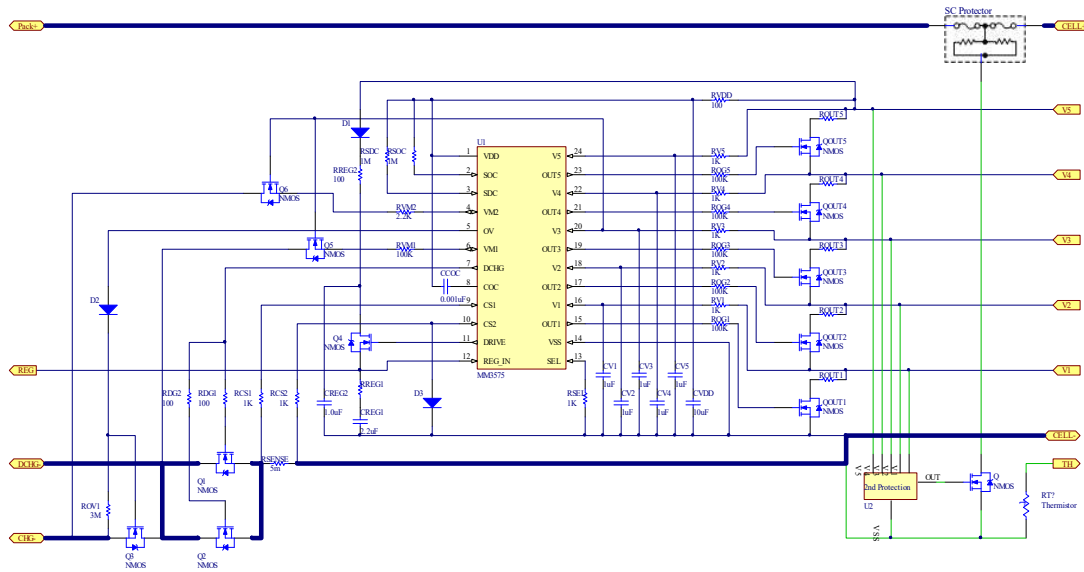 SC Protector
Pack+
CELL+
RVDD
100
V5
D1
RSDC
1M
RSOC
1M
RREG2
100
U1
MM3575
1 VDD V5 24
2 SOC OUT5 23
3 SDC V4 22
4 VM2 OUT4 21
5 OV V3 20
6 VM1 OUT3 19
7 DCHG V2 18
8 COC OUT2 17
9 CS1 V1 16
10 CS2 OUT1 15
11 DRIVE VSS 14
12 REG_IN SEL 13
RV5
1K
ROG5
100K
RV4
1K
ROG4
100K
RV3
1K
ROG3
100K
RV2
1K
ROG2
100K
RV1
1K
ROG1
100K
ROUT5
QOUT5
NMOS
V4
ROUT4
QOUT4
NMOS
V3
ROUT3
QOUT3
NMOS
V2
ROUT2
QOUT2
NMOS
V1
ROUT1
QOUT1
NMOS
Q6
NMOS
RVM2
2.2K
Q5
NMOS
RVM1
100K
CCOC
0.001uF
D2
Q4
NMOS
REG
RDG2
100
RDG1
100
RCS1
1K
RCS2
1K
CREG2
1.0uF
RREG1
CREG1
2.2uF
D3
RSEL
1K
CV1
1uF
CV2
1uF
CV3
1uF
CV4
1uF
CV5
1uF
CVDD
10uF
CELL-
DCHG-
RSENSE
5m
Q1
NMOS
TH
2nd Protection
U2
OUT
VSS
Q
NMOS
RT?
Thermistor
ROV1
3M
CHG-
Q3
NMOS
Q2
NMOS